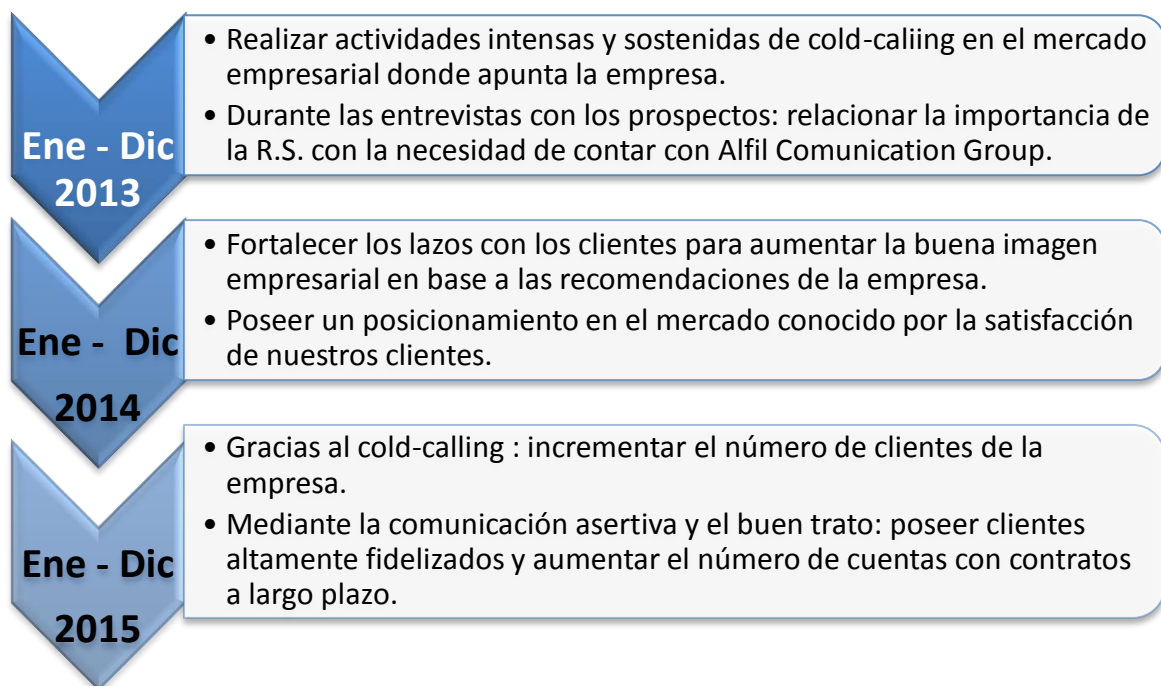 Ene - Dic
2013
• Realizar actividades intensas y sostenidas de cold-caliing en el mercado
empresarial donde apunta la empresa.
• Durante las entrevistas con los prospectos: relacionar la importancia de
la R.S. con la necesidad de contar con Alfil Comunication Group.
Ene - Dic
2014
• Fortalecer los lazos con los clientes para aumentar la buena imagen
empresarial en base a las recomendaciones de la empresa.
• Poseer un posicionamiento en el mercado conocido por la satisfacción
de nuestros clientes.
Ene - Dic
2015
• Gracias al cold-calling : incrementar el número de clientes de la
empresa.
• Mediante la comunicación asertiva y el buen trato: poseer clientes
altamente fidelizados y aumentar el número de cuentas con contratos
a largo plazo.